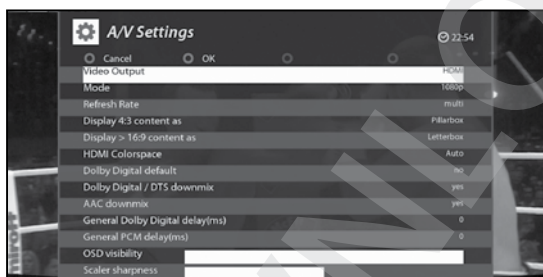 A/V Settings
22:54
Cancel OK
Video Output HDMI
Mode 1080p
Refresh Rate multi
Display 4:3 content as Pillarbox
Display > 16:9 content as Letterbox
HDMI Colorspace Auto
Dolby Digital default no
Dolby Digital / DTS downmix yes
AAC downmix yes
General Dolby Digital delay(ms) 0
General PCM delay(ms) 0
OSD visibility
Scaler sharpness